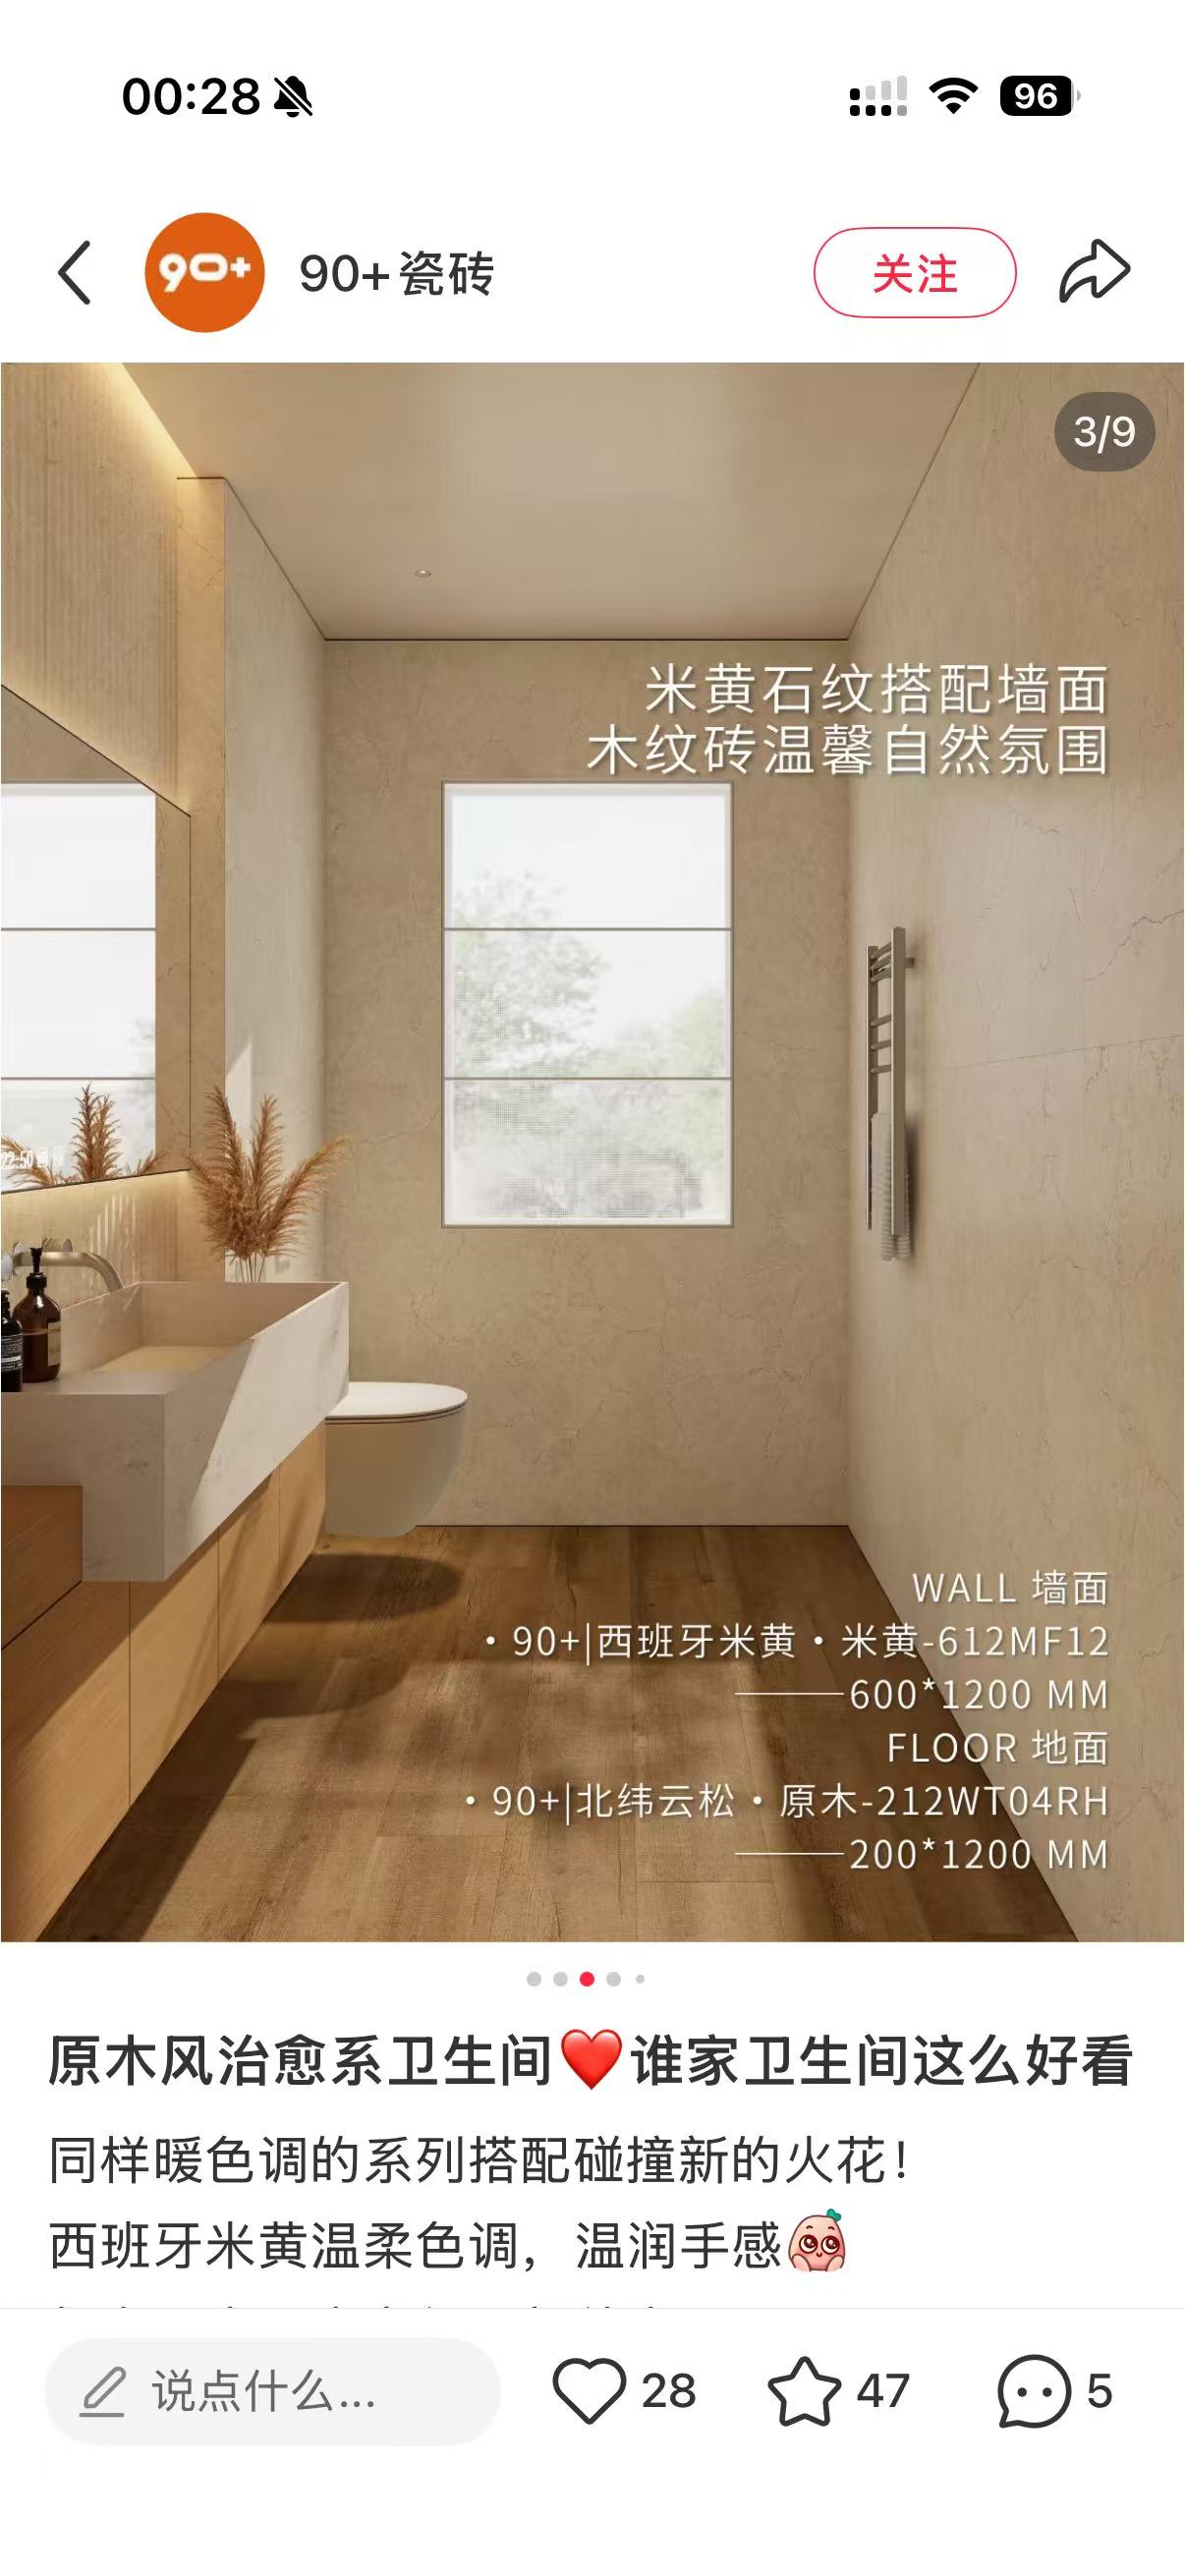 00:28
96
90+
90+瓷砖
关注
3/9
米黄石纹搭配墙面
木纹砖温馨自然氛围
WALL 墙面
·90+|西班牙米黄·米黄-612MF12
600*1200 MM
FLOOR 地面
·90+|北纬云松·原木-212WT04RH
200*1200 MM
原木风治愈系卫生间❤️谁家卫生间这么好看
同样暖色调的系列搭配碰撞新的火花！
西班牙米黄温柔色调，温润手感
说点什么...
28
47
5